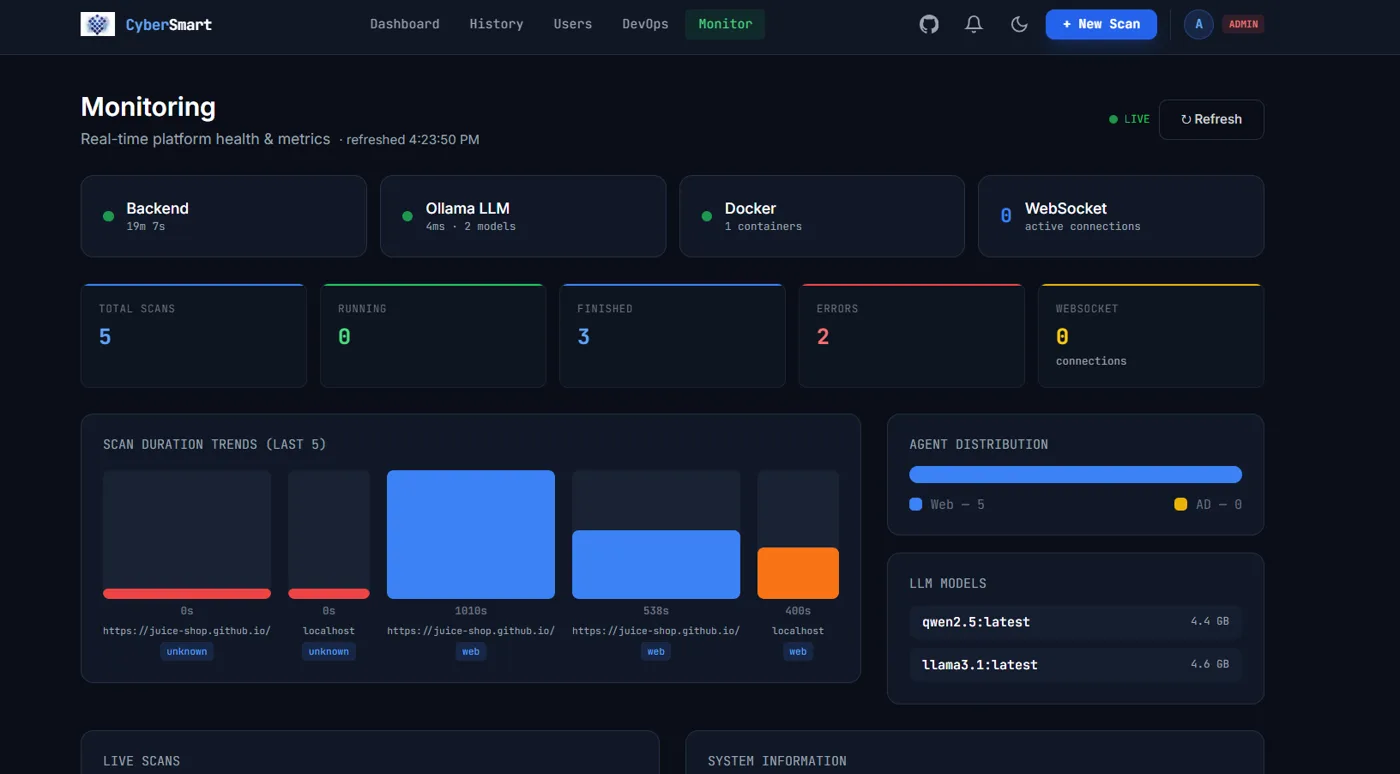 CyberSmart
Dashboard History Users DevOps Monitor
+ New Scan
A
ADMIN
Monitoring
Real-time platform health & metrics · refreshed 4:23:50 PM
LIVE
↻ Refresh
Backend
19m 7s
Ollama LLM
4ms · 2 models
Docker
1 containers
0
WebSocket
active connections
TOTAL SCANS
5
RUNNING
0
FINISHED
3
ERRORS
2
WEBSOCKET
0
connections
SCAN DURATION TRENDS (LAST 5)
0s
https://juice-shop.github.io/
unknown
0s
localhost
unknown
1010s
https://juice-shop.github.io/
web
538s
https://juice-shop.github.io/
web
400s
localhost
web
AGENT DISTRIBUTION
Web — 5
AD — 0
LLM MODELS
qwen2.5:latest 4.4 GB
llama3.1:latest 4.6 GB
LIVE SCANS
SYSTEM INFORMATION